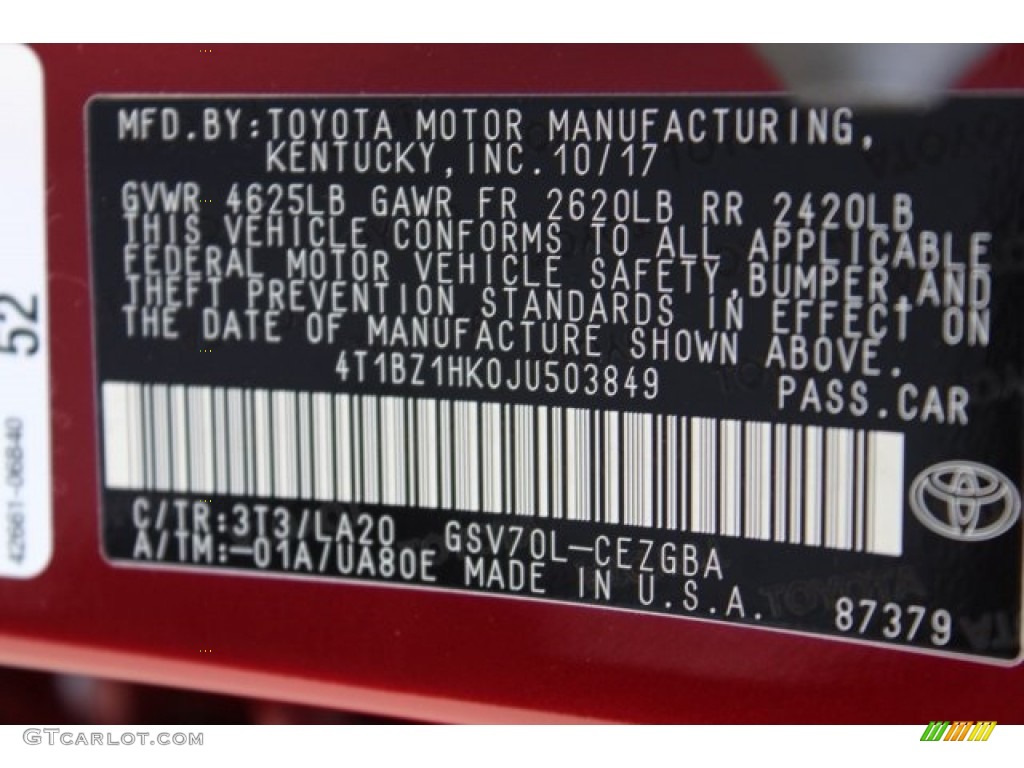 MFD.BY:TOYOTA MOTOR MANUFACTURING,
KENTUCKY,INC.10/17
GVWR 4625LB GAWR FR 2620LB RR 2420LB
THIS VEHICLE CONFORMS TO ALL APPLICABLE
FEDERAL MOTOR VEHICLE SAFETY,BUMPER,AND
THEFT PREVENTION STANDARDS IN EFFECT ON
THE DATE OF MANUFACTURE SHOWN ABOVE.
4T1BZ1HK0JU503849
PASS.CAR
C/TR:3T3/LA20 GSV70L-CEZGBA
A/TM:-01A/UA80E MADE IN U.S.A.
87379
52
42661-06840
GTCARLOT.COM